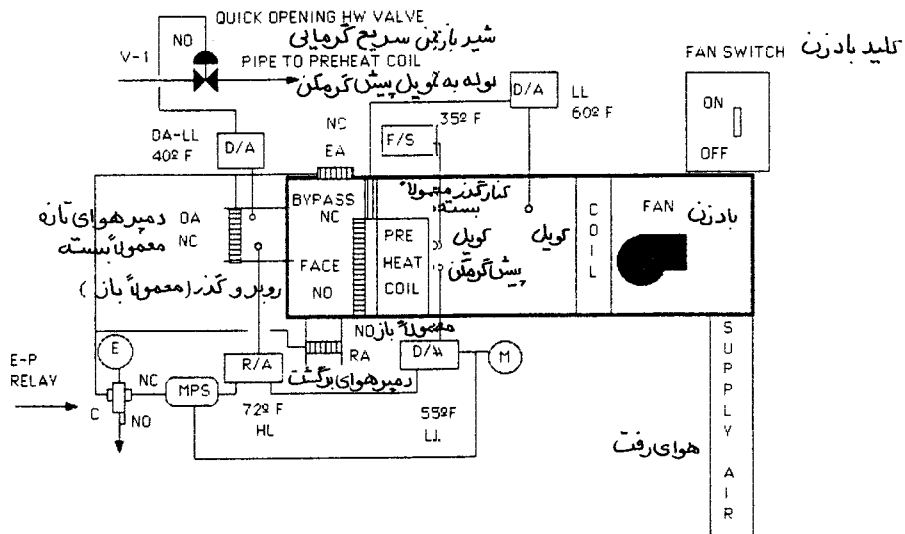 QUICK OPENING HW VALVE
شیر بازکن سریع گرمایی
NO
V-1
PIPE TO PREHEAT COIL
لوله به کویل پیش گرمکن
FAN SWITCH
کلید بادزن
ON
OFF
D/A
LL
60º F
35º F
F/S
OA-LL
40º F
D/A
NC
EA
دمپر هوای تازه
معمولاً بسته
OA
NC
BYPASS
NC
کنارگذر معمولاً
بسته
FACE
NO
PRE
HEAT
COIL
کویل
پیش گرمکن
کویل
COIL
FAN
بادزن
روبرو گذر (معمولاً باز)
NO
معمولاً باز
RA
دمپر هوای برگشت
E
E-P
RELAY
C
NC
NO
MPS
R/A
72º F
HL
D/A
55º F
LL
M
هوای رفت
SUPPLY AIR